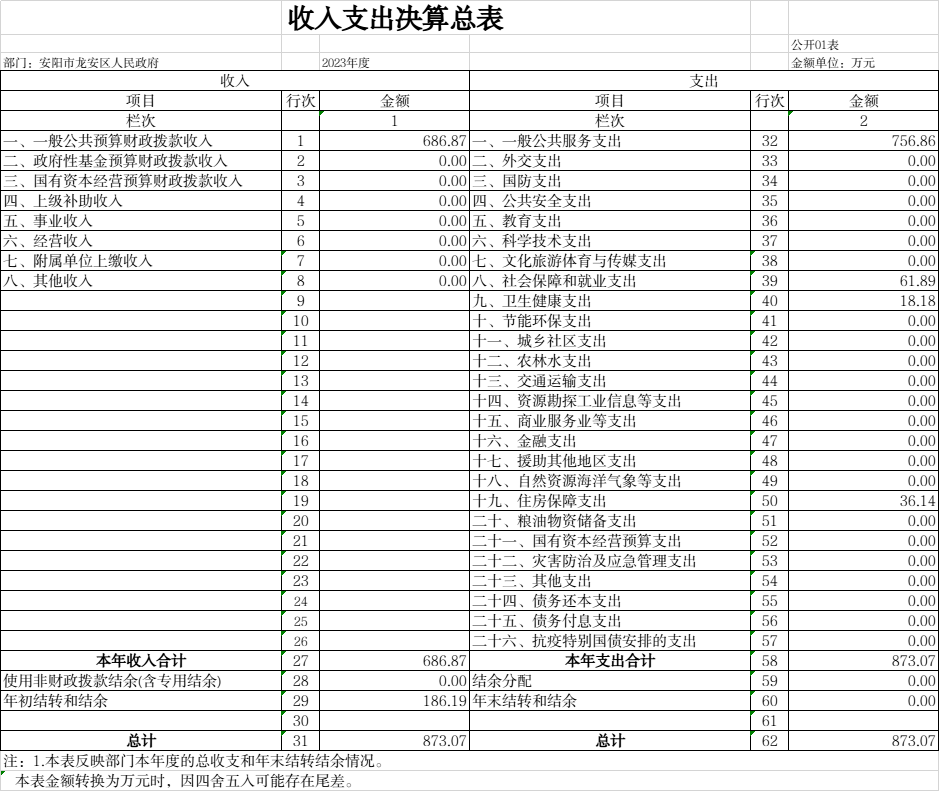 收入支出决算总表
公开01表
部门：安阳市龙安区人民政府 2023年度 金额单位：万元
收入 支出
项目 行次 金额 项目 行次 金额
栏次 1 栏次 2
一、一般公共预算财政拨款收入 1 686.87 一、一般公共服务支出 32 756.86
二、政府性基金预算财政拨款收入 2 0.00 二、外交支出 33 0.00
三、国有资本经营预算财政拨款收入 3 0.00 三、国防支出 34 0.00
四、上级补助收入 4 0.00 四、公共安全支出 35 0.00
五、事业收入 5 0.00 五、教育支出 36 0.00
六、经营收入 6 0.00 六、科学技术支出 37 0.00
七、附属单位上缴收入 7 0.00 七、文化旅游体育与传媒支出 38 0.00
八、其他收入 8 0.00 八、社会保障和就业支出 39 61.89
9 九、卫生健康支出 40 18.18
10 十、节能环保支出 41 0.00
11 十一、城乡社区支出 42 0.00
12 十二、农林水支出 43 0.00
13 十三、交通运输支出 44 0.00
14 十四、资源勘探工业信息等支出 45 0.00
15 十五、商业服务业等支出 46 0.00
16 十六、金融支出 47 0.00
17 十七、援助其他地区支出 48 0.00
18 十八、自然资源海洋气象等支出 49 0.00
19 十九、住房保障支出 50 36.14
20 二十、粮油物资储备支出 51 0.00
21 二十一、国有资本经营预算支出 52 0.00
22 二十二、灾害防治及应急管理支出 53 0.00
23 二十三、其他支出 54 0.00
24 二十四、债务还本支出 55 0.00
25 二十五、债务付息支出 56 0.00
26 二十六、抗疫特别国债安排的支出 57 0.00
本年收入合计 27 686.87 本年支出合计 58 873.07
使用非财政拨款结余(含专用结余) 28 0.00 结余分配 59 0.00
年初结转和结余 29 186.19 年末结转和结余 60 0.00
30 61
总计 31 873.07 总计 62 873.07
注：1.本表反映部门本年度的总收支和年末结转结余情况。
本表金额转换为万元时，因四舍五入可能存在尾差。